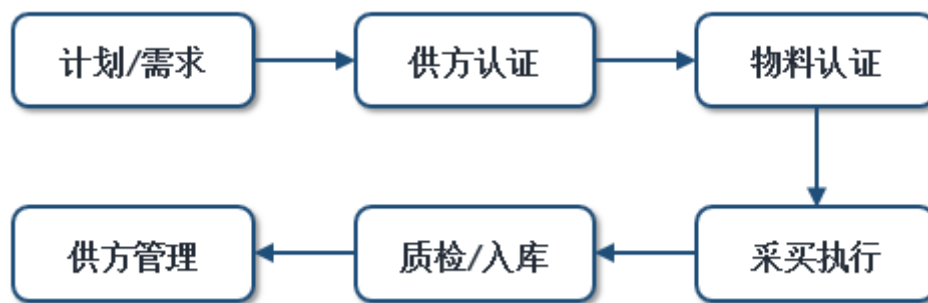 计划/需求
供方认证
物料认证
采买执行
质检/入库
供方管理